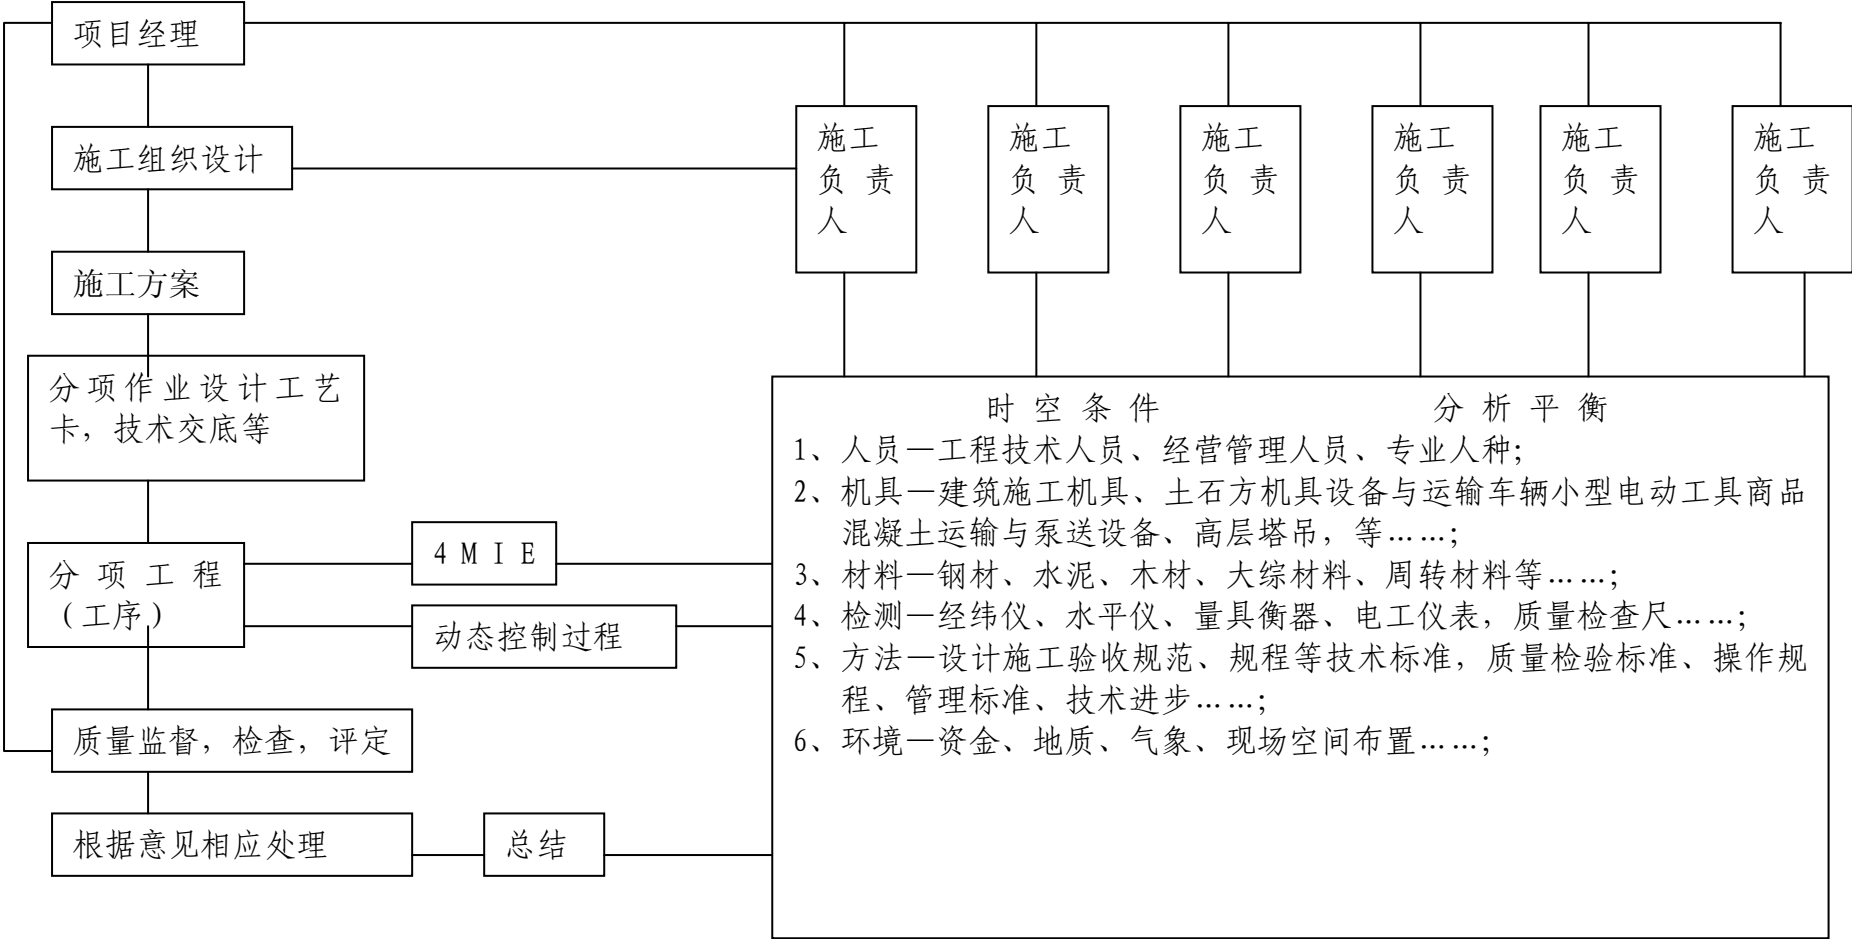 项目经理
施工组织设计
施工方案
分项作业设计工艺
卡，技术交底等
分项工程
（工序）
质量监督，检查，评定
根据意见相应处理
总结
4MIE
动态控制过程
施工
负责
人
施工
负责
人
施工
负责
人
施工
负责
人
施工
负责
人
施工
负责
人
时空条件 分析平衡
1、人员—工程技术人员、经营管理人员、专业人种；
2、机具—建筑施工机具、土石方机具设备与运输车辆小型电动工具商品
混凝土运输与泵送设备、高层塔吊，等……；
3、材料—钢材、水泥、木材、大综材料、周转材料等……；
4、检测—经纬仪、水平仪、量具衡器、电工仪表，质量检查尺……；
5、方法—设计施工验收规范、规程等技术标准，质量检验标准、操作规
程、管理标准、技术进步……；
6、环境—资金、地质、气象、现场空间布置……；